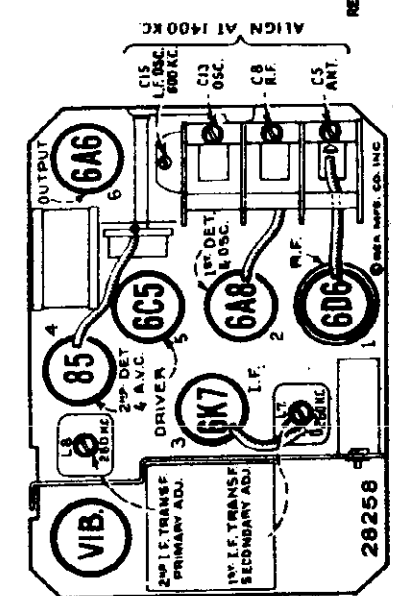 RE
ALIGN AT 1400 KC.
C15
L.F. OSC.
600 KC.
C13
OSC.
C8
R.F.
C5
ANT.
OUTPUT
6A6
6
4
85
2ND DET.
& A.V.C.
6C5
5
DRIVER
1ST DET.
& OSC.
6A8
2
R.F.
6D6
1
© REA MFG. CO. INC
3
6K7
I.F.
L8
KC.
L7
260 KC.
VIB.
2ND I.F. TRANSF.
PRIMARY ADJ.
1ST I.F. TRANSF.
SECONDARY ADJ.
28258